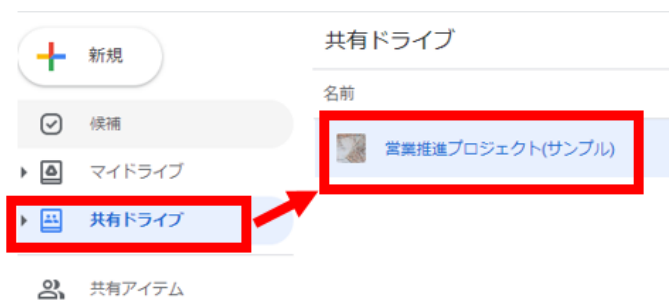 新規
候補
マイドライブ
共有ドライブ
共有アイテム
共有ドライブ
名前
営業推進プロジェクト(サンプル)